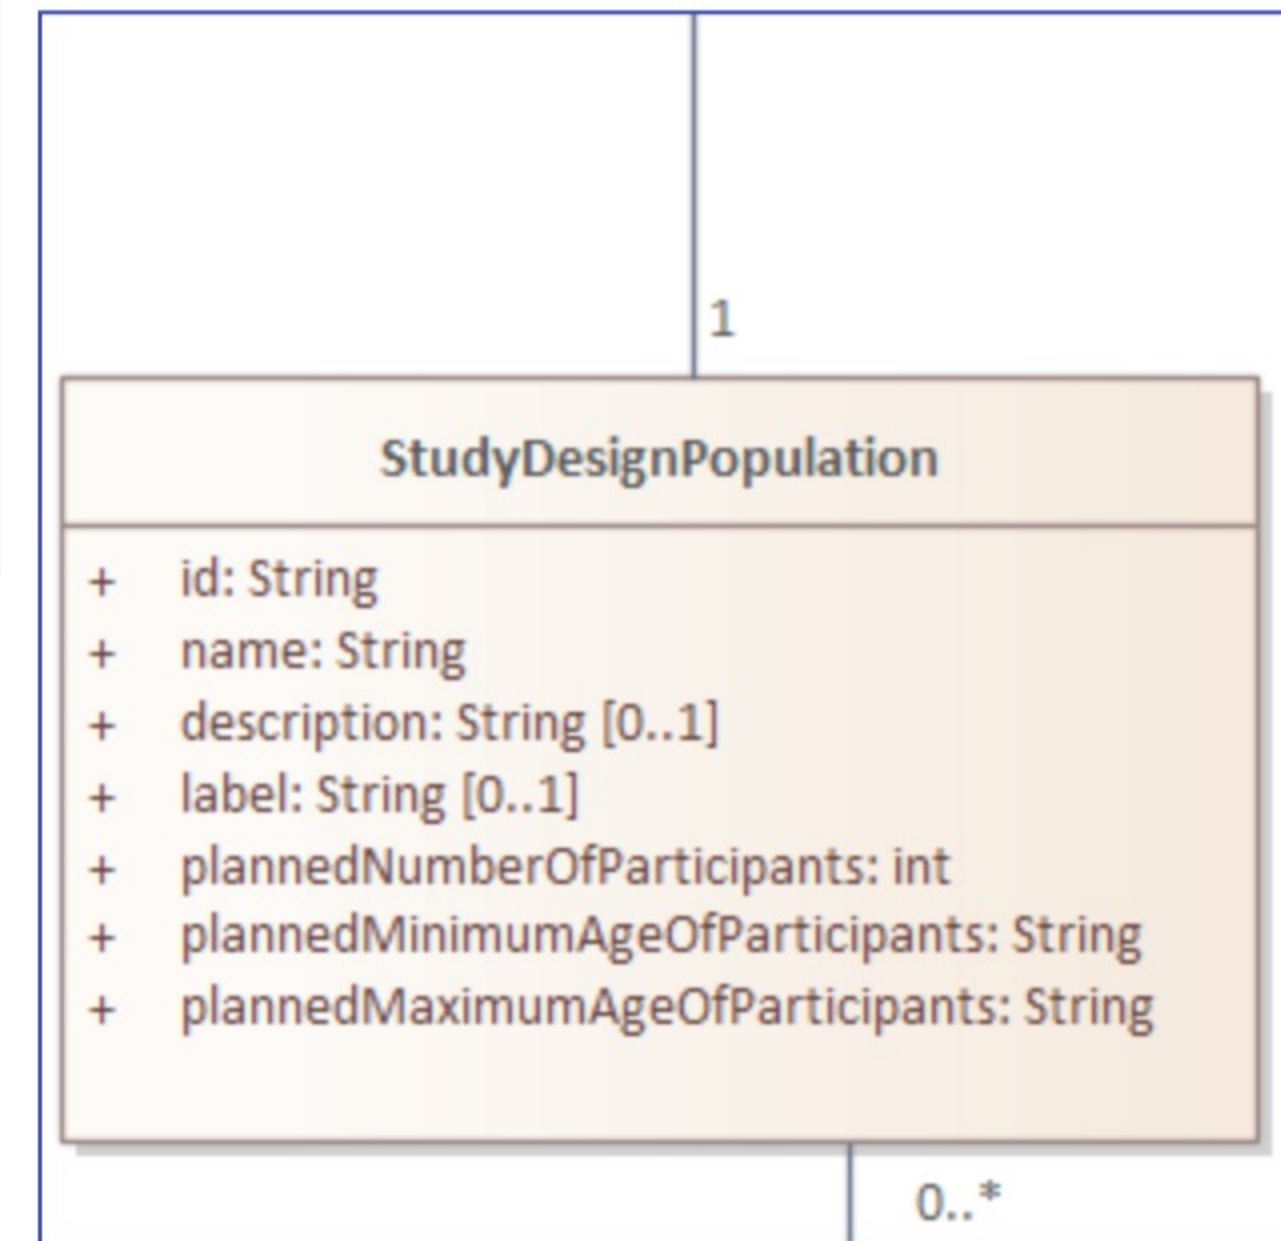 1
StudyDesignPopulation
+ id: String
+ name: String
+ description: String [0..1]
+ label: String [0..1]
+ plannedNumberOfParticipants: int
+ plannedMinimumAgeOfParticipants: String
+ plannedMaximumAgeOfParticipants: String
0..*